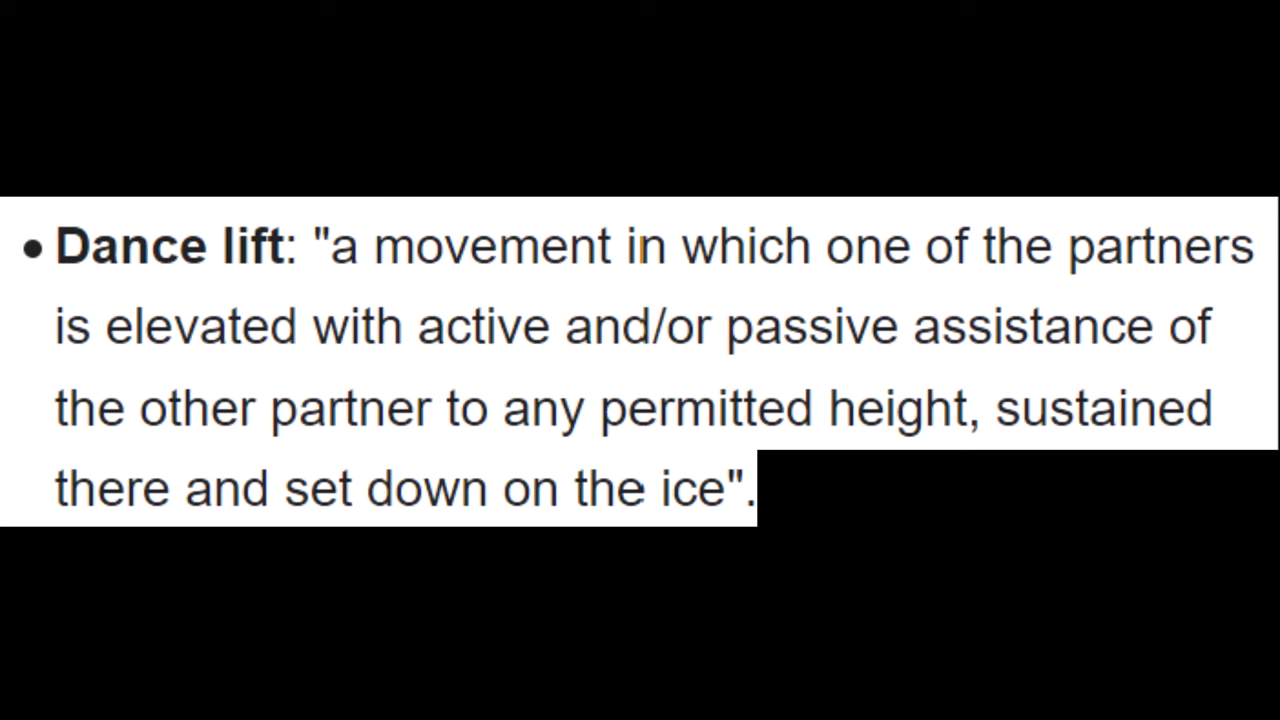 • Dance lift: "a movement in which one of the partners
is elevated with active and/or passive assistance of
the other partner to any permitted height, sustained
there and set down on the ice".